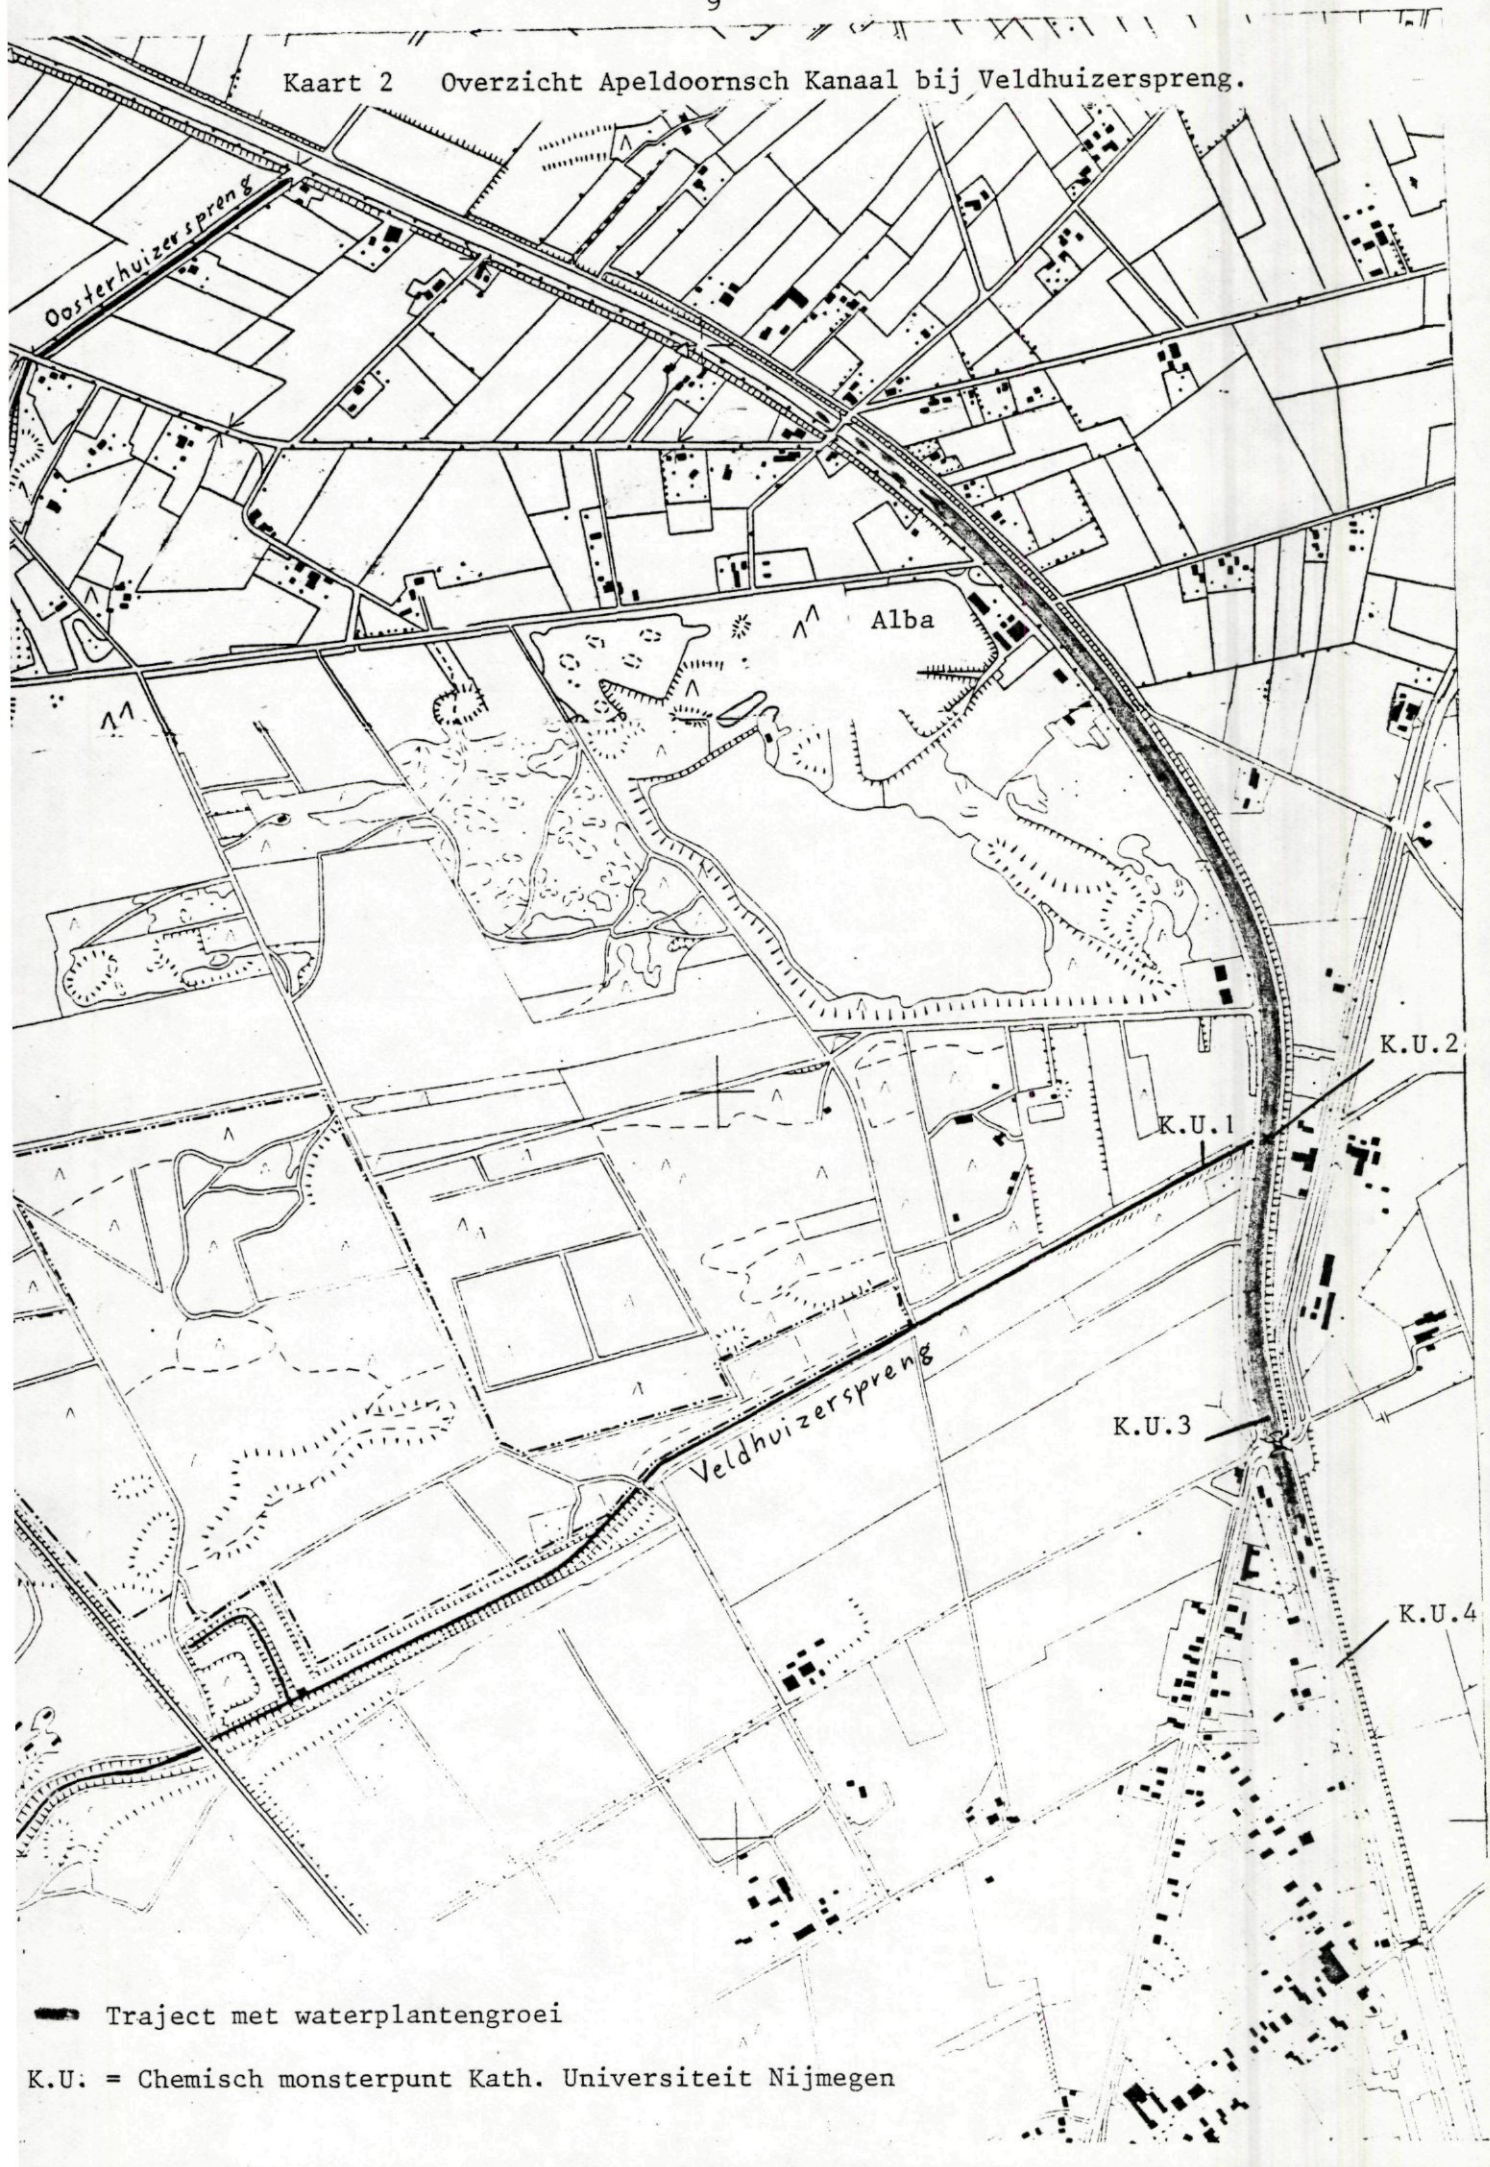 9
Kaart 2 Overzicht Apeldoornsch Kanaal bij Veldhuizerspreng.
Oosterhuizerspreng
Alba
K.U.2
K.U.1
Veldhuizerspreng
K.U.3
K.U.4
Traject met waterplantengroei
K.U. = Chemisch monsterpunt Kath. Universiteit Nijmegen